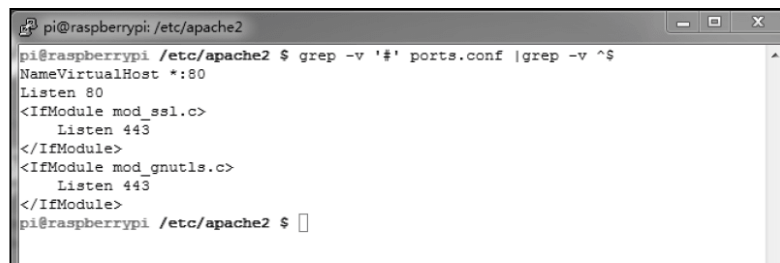 pi@raspberrypi: /etc/apache2
pi@raspberrypi /etc/apache2 $ grep -v '#' ports.conf |grep -v ^$
NameVirtualHost *:80
Listen 80
<IfModule mod_ssl.c>
    Listen 443
</IfModule>
<IfModule mod_gnutls.c>
    Listen 443
</IfModule>
pi@raspberrypi /etc/apache2 $